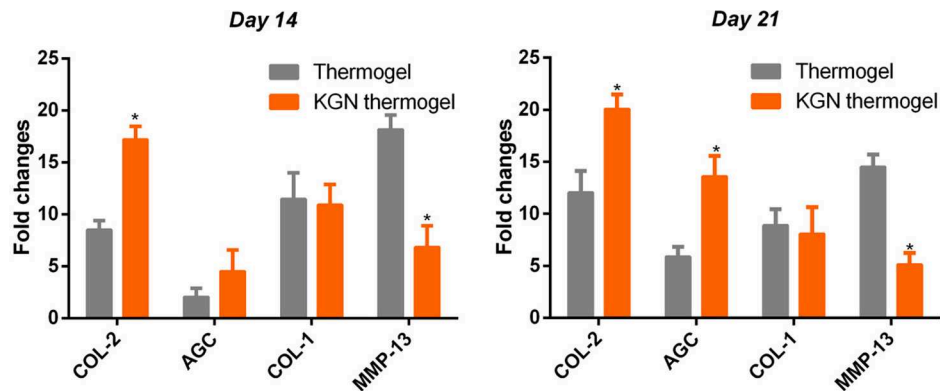 Day 14
Fold changes
25
20
15
10
5
0
Thermogel
KGN thermogel
*
*
COL-2
AGC
COL-1
MMP-13
Day 21
Fold changes
25
20
15
10
5
0
Thermogel
KGN thermogel
*
*
*
COL-2
AGC
COL-1
MMP-13